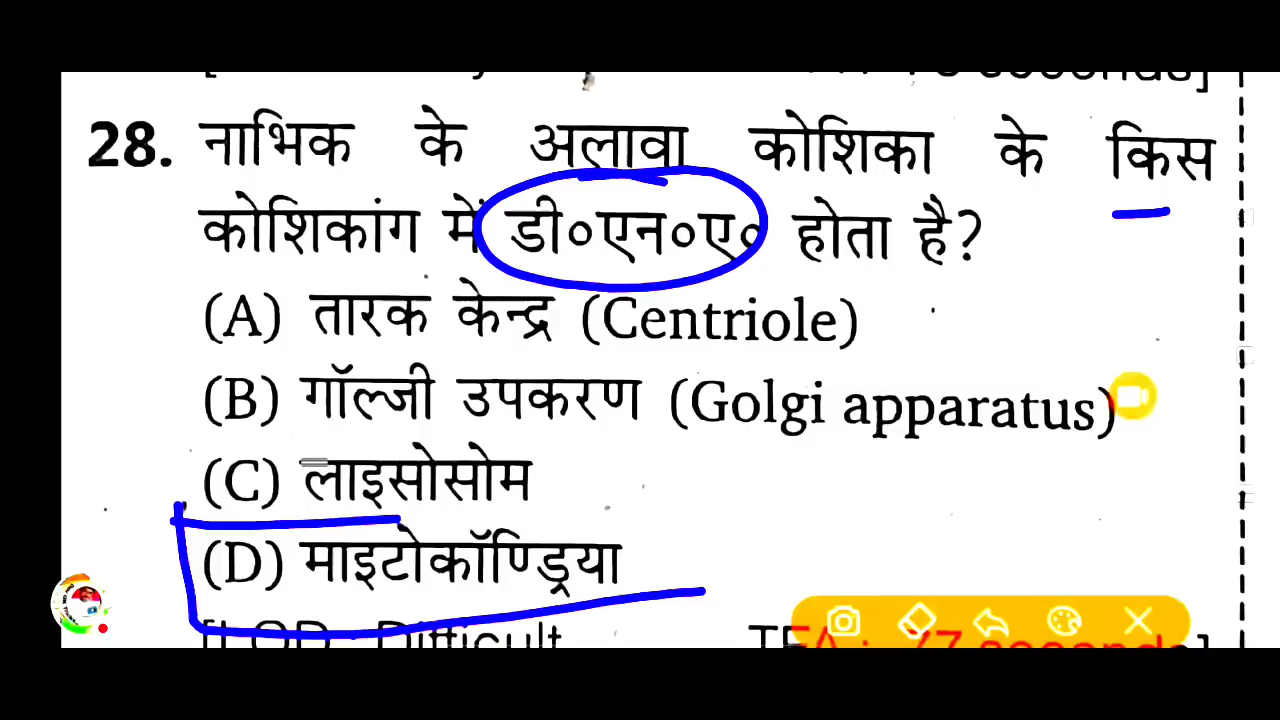 28. नाभिक के अलावा कोशिका के किस
कोशिकांग में डी०एन०ए० होता है?
(A) तारक केन्द्र (Centriole)
(B) गॉल्जी उपकरण (Golgi apparatus)
(C) लाइसोसोम
(D) माइटोकॉण्ड्रिया